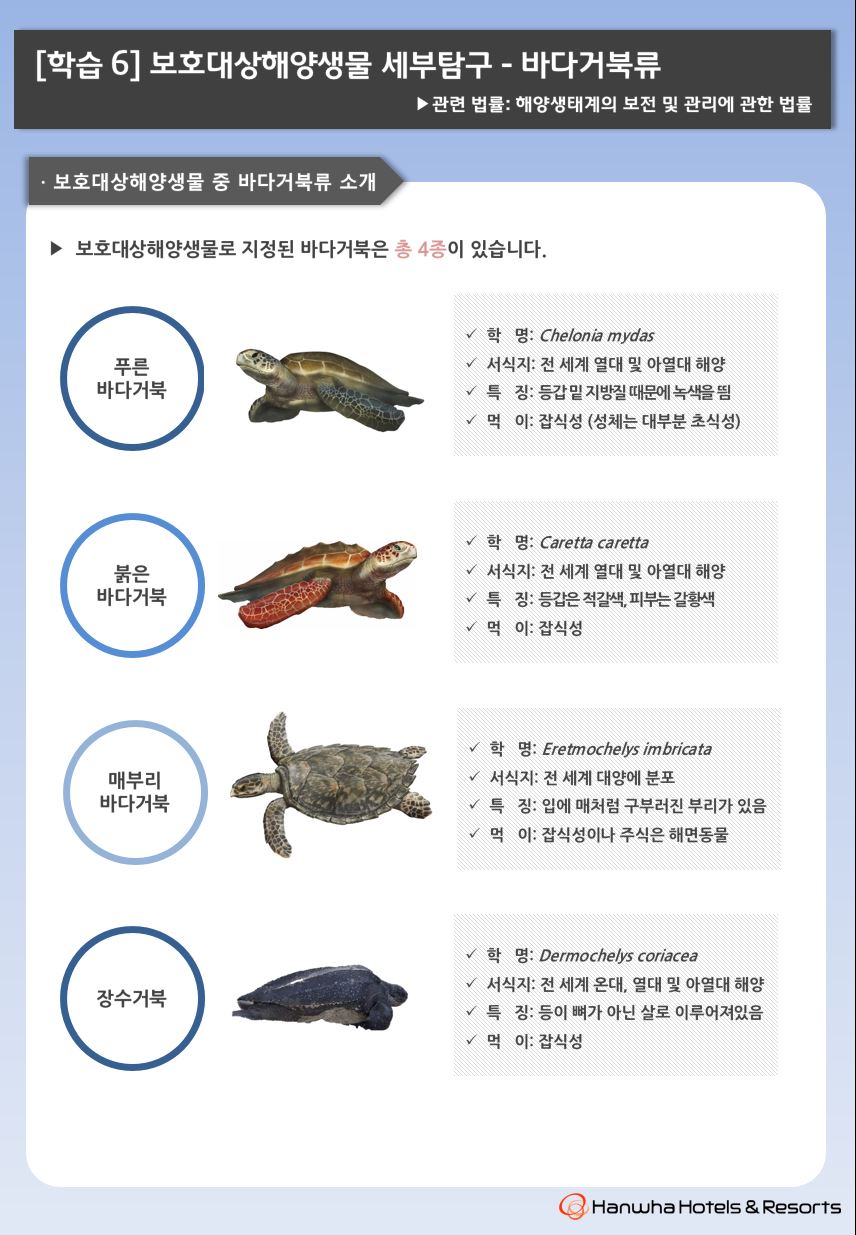 [학습 6] 보호대상해양생물 세부탐구 - 바다거북류
▶관련 법률: 해양생태계의 보전 및 관리에 관한 법률
· 보호대상해양생물 중 바다거북류 소개
▶ 보호대상해양생물로 지정된 바다거북은 총 4종이 있습니다.
푸른
바다거북
✓ 학 명: Chelonia mydas
✓ 서식지: 전 세계 열대 및 아열대 해양
✓ 특 징: 등갑 밑 지방질 때문에 녹색을 띔
✓ 먹 이: 잡식성 (성체는 대부분 초식성)
붉은
바다거북
✓ 학 명: Caretta caretta
✓ 서식지: 전 세계 열대 및 아열대 해양
✓ 특 징: 등갑은 적갈색, 피부는 갈황색
✓ 먹 이: 잡식성
매부리
바다거북
✓ 학 명: Eretmochelys imbricata
✓ 서식지: 전 세계 대양에 분포
✓ 특 징: 입에 매처럼 구부러진 부리가 있음
✓ 먹 이: 잡식성이나 주식은 해면동물
장수거북
✓ 학 명: Dermochelys coriacea
✓ 서식지: 전 세계 온대, 열대 및 아열대 해양
✓ 특 징: 등이 뼈가 아닌 살로 이루어져있음
✓ 먹 이: 잡식성
Hanwha Hotels & Resorts